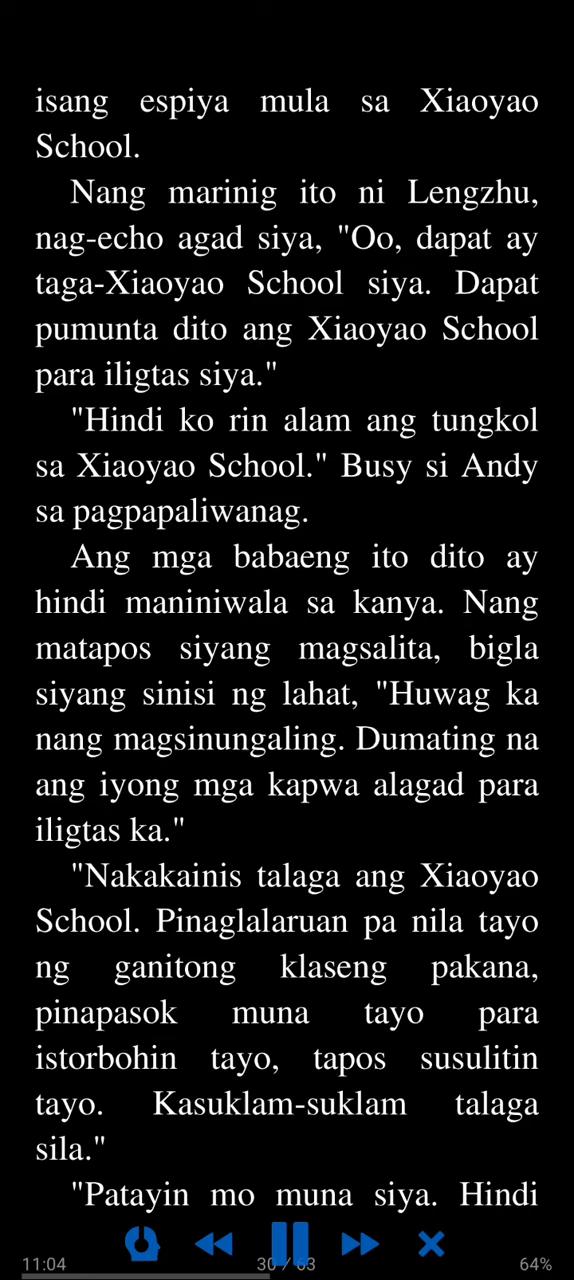 isang espiya mula sa Xiaoyao
School.
Nang marinig ito ni Lengzhu,
nag-echo agad siya, "Oo, dapat ay
taga-Xiaoyao School siya. Dapat
pumunta dito ang Xiaoyao School
para iligtas siya."
"Hindi ko rin alam ang tungkol
sa Xiaoyao School." Busy si Andy
sa pagpapaliwanag.
Ang mga babaeng ito dito ay
hindi maniniwala sa kanya. Nang
matapos siyang magsalita, bigla
siyang sinisi ng lahat, "Huwag ka
nang magsinungaling. Dumating na
ang iyong mga kapwa alagad para
iligtas ka."
"Nakakainis talaga ang Xiaoyao
School. Pinaglalaruan pa nila tayo
ng ganitong klaseng pakana,
pinapasok muna tayo para
istorbohin tayo, tapos susulitin
tayo. Kasuklam-suklam talaga
sila."
"Patayin mo muna siya. Hindi
11:04 30 / 63 64%